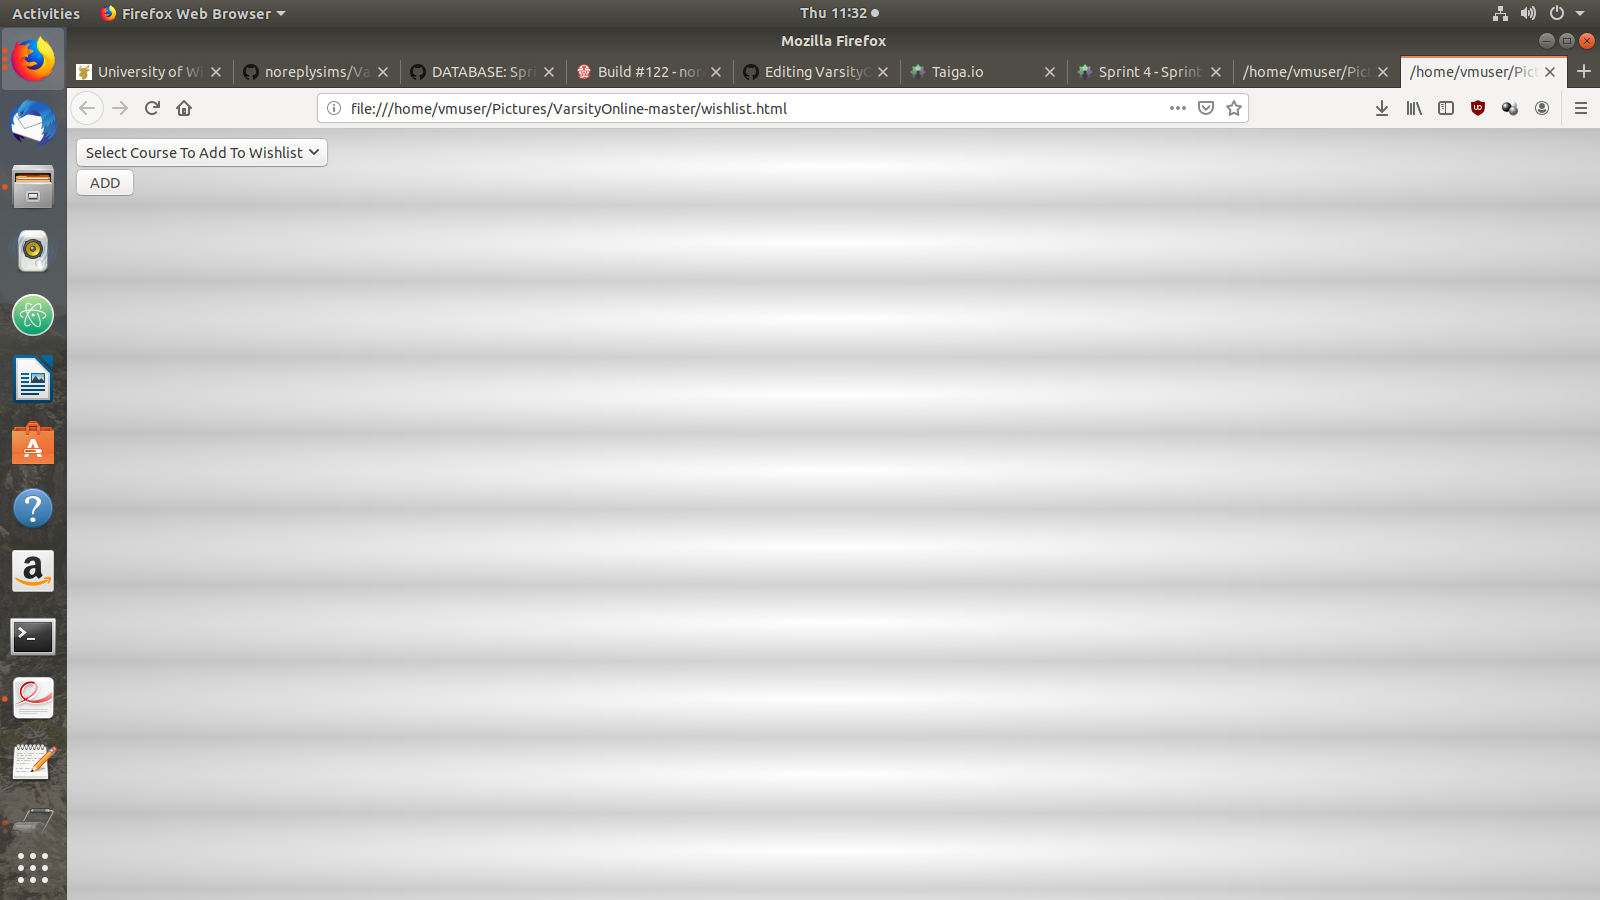 Activities Firefox Web Browser Thu 11:32
Mozilla Firefox
University of Wi noreplysims/Va DATABASE: Spri Build #122 - nor Editing VarsityO Taiga.io Sprint 4 - Sprint /home/vmuser/Pict /home/vmuser/Pict
file:///home/vmuser/Pictures/VarsityOnline-master/wishlist.html
Select Course To Add To Wishlist
ADD